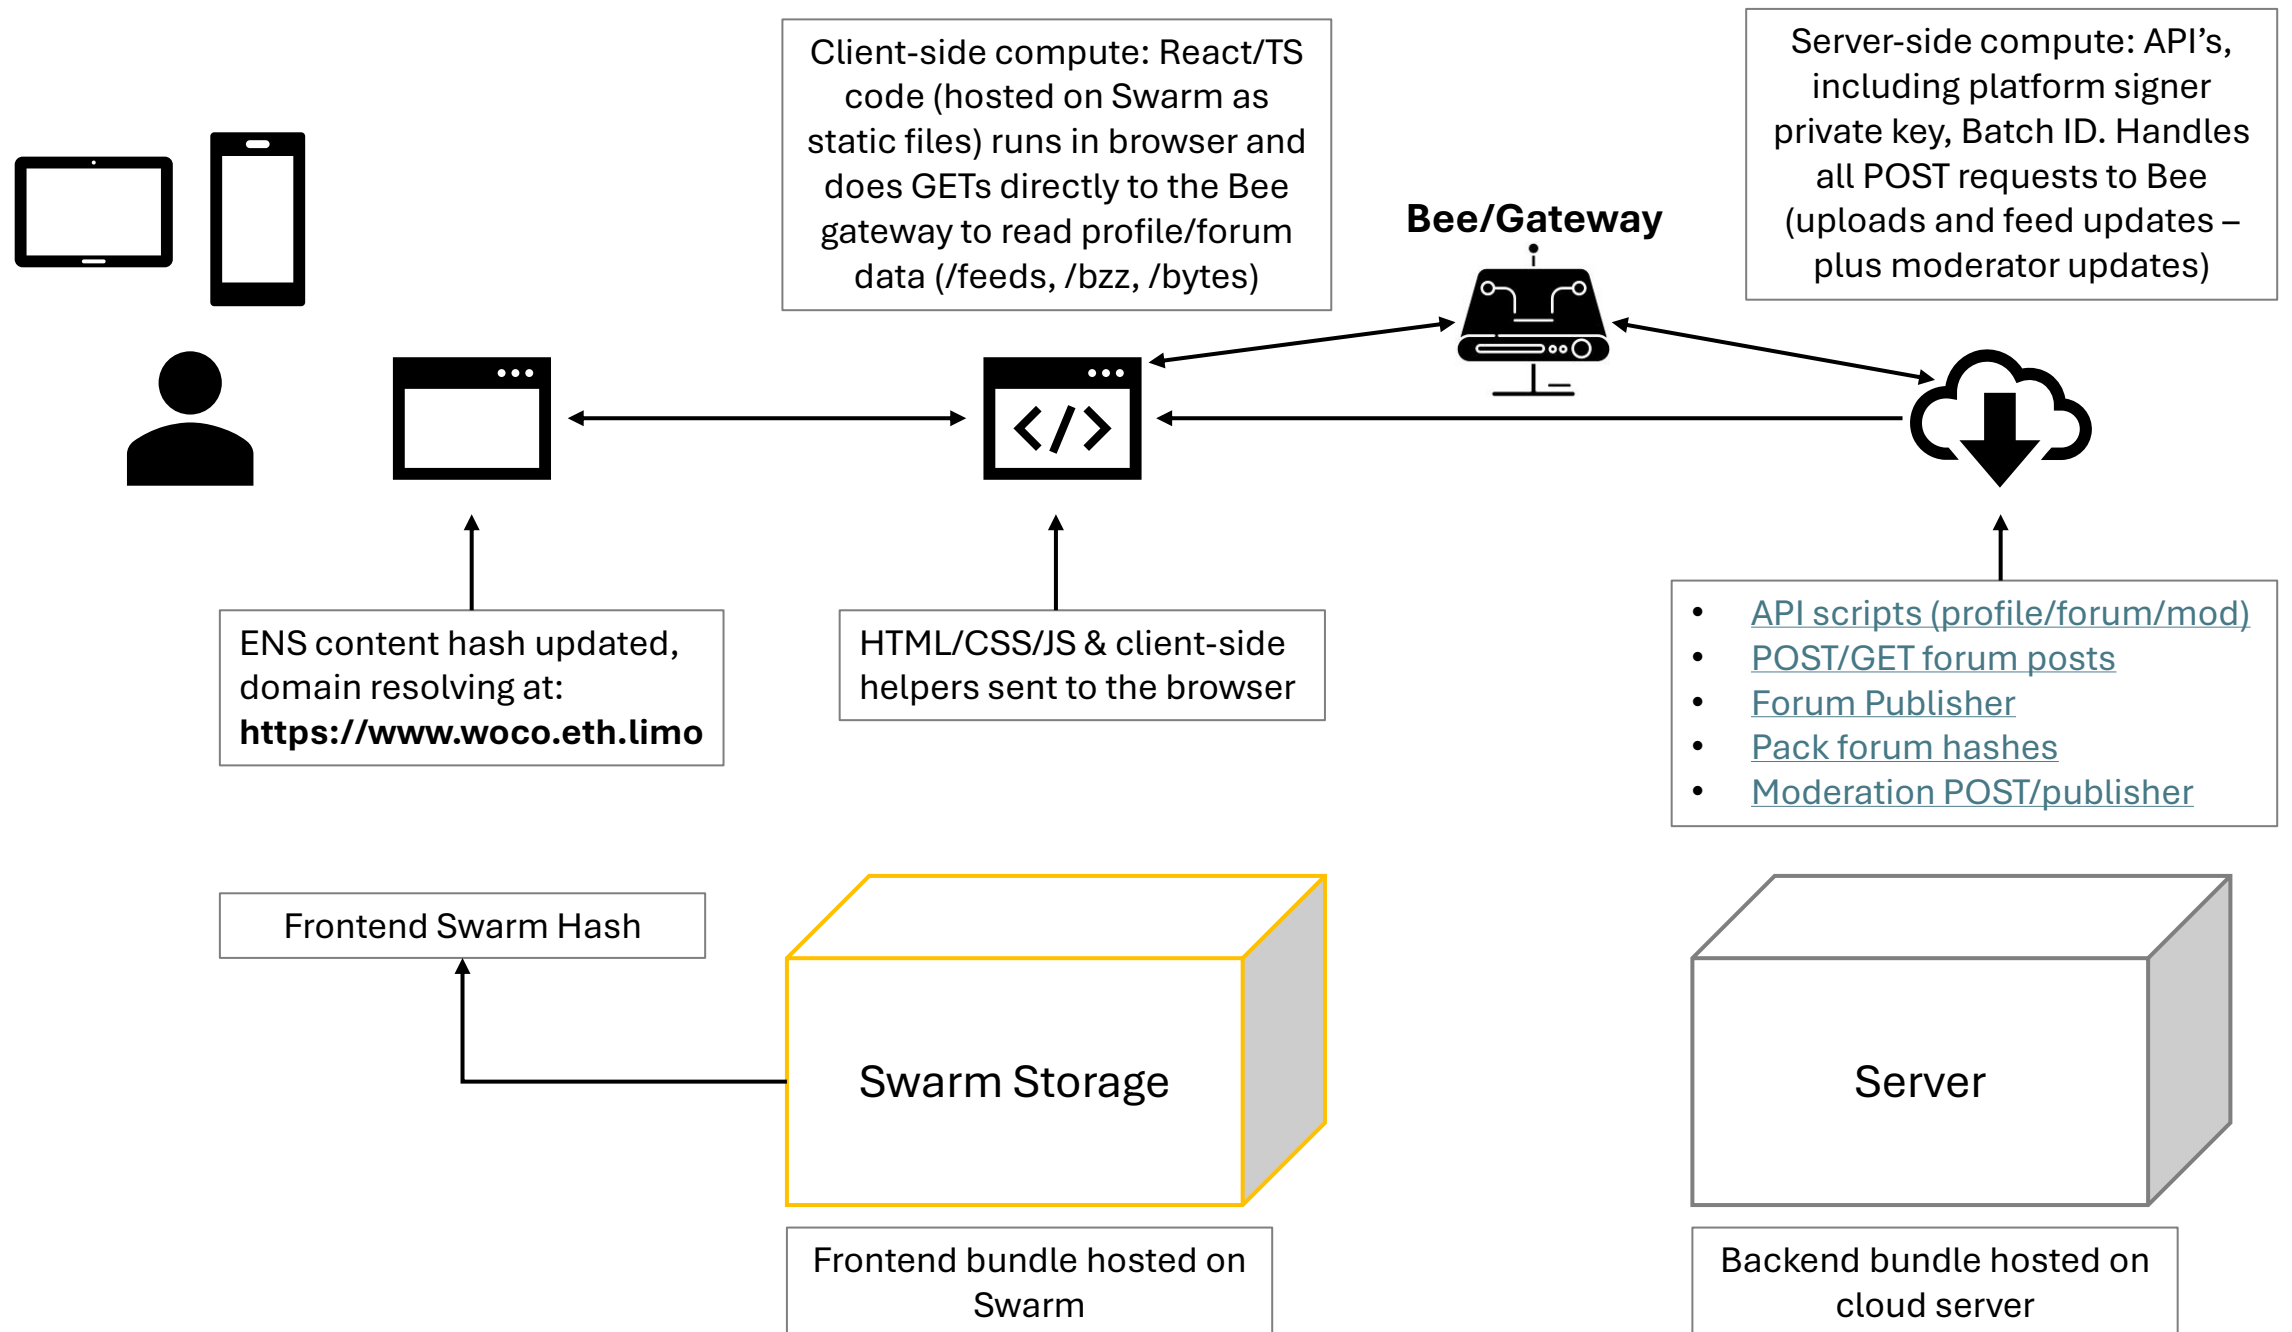 Client-side compute: React/TS
code (hosted on Swarm as
static files) runs in browser and
does GETs directly to the Bee
gateway to read profile/forum
data (/feeds, /bzz, /bytes)
Server-side compute: API’s,
including platform signer
private key, Batch ID. Handles
all POST requests to Bee
(uploads and feed updates –
plus moderator updates)
Bee/Gateway
</>
ENS content hash updated,
domain resolving at:
https://www.woco.eth.limo
HTML/CSS/JS & client-side
helpers sent to the browser
• API scripts (profile/forum/mod)
• POST/GET forum posts
• Forum Publisher
• Pack forum hashes
• Moderation POST/publisher
Frontend Swarm Hash
Swarm Storage
Server
Frontend bundle hosted on
Swarm
Backend bundle hosted on
cloud server